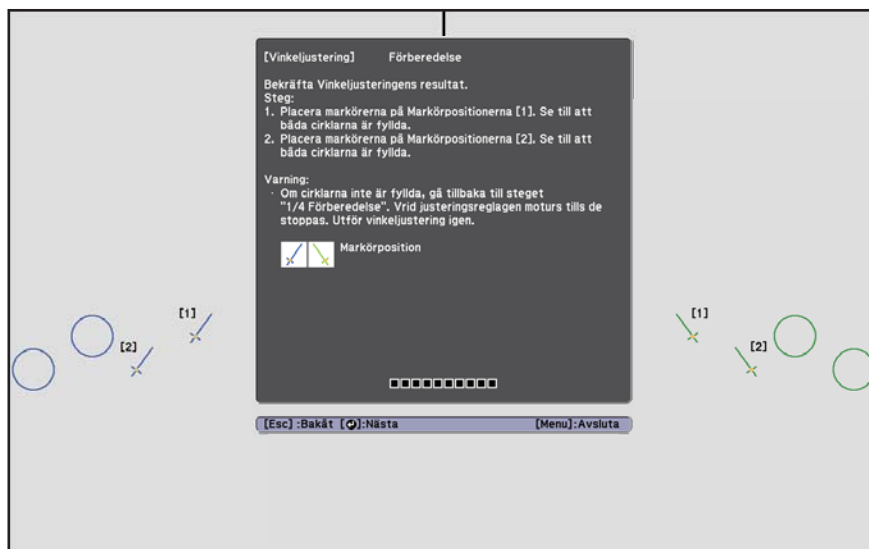 [Vinkeljustering] Förberedelse
Bekräfta Vinkeljusteringens resultat.
Steg:
1. Placera markörerna på Markörpositionerna [1]. Se till att
båda cirklarna är fyllda.
2. Placera markörerna på Markörpositionerna [2]. Se till att
båda cirklarna är fyllda.
Varning:
· Om cirklarna inte är fyllda, gå tillbaka till steget
"1/4 Förberedelse". Vrid justeringsreglagen moturs tills de
stoppas. Utför vinkeljustering igen.
Markörposition
[1] [1]
[2] [2]
[Esc] :Bakåt [⏎]:Nästa [Menu]:Avsluta